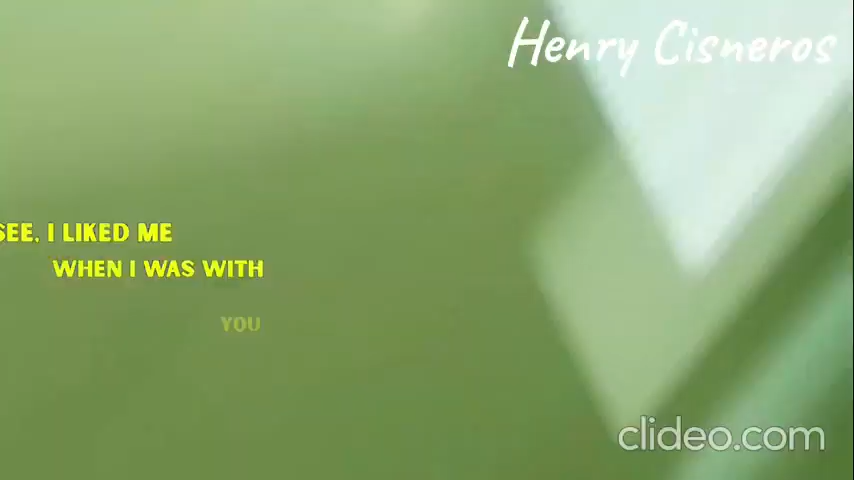 Henry Cisneros
SEE, I LIKED ME
WHEN I WAS WITH
YOU
clideo.com